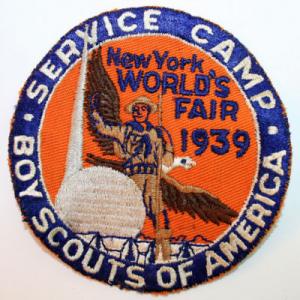 SERVICE CAMP
New York
WORLD'S
FAIR
1939
BOY SCOUTS OF AMERICA